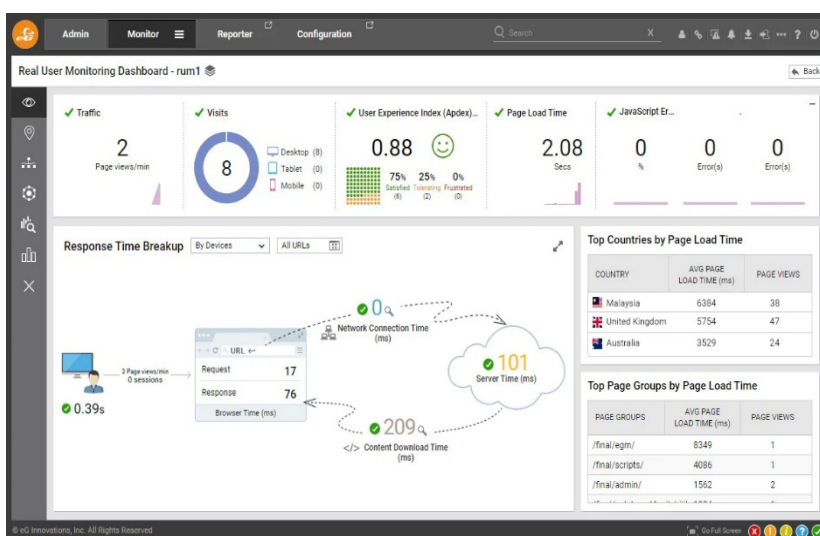 eG
Admin
Monitor
Reporter
Configuration
Search
X
?
Real User Monitoring Dashboard - rum1
Back
Traffic
2
Page views/min
Visits
8
Desktop (8)
Tablet (0)
Mobile (0)
User Experience Index (Apdex)...
0.88
75% 25% 0%
Satisfied Tolerating Frustrated
(6) (2) (0)
Page Load Time
2.08
Secs
JavaScript Er...
0 0 0
% Error(s) Error(s)
Response Time Breakup
By Devices
All URLs
0.39s
0 sessions
URL
Request 17
Response 76
Browser Time (ms)
0
Network Connection Time
(ms)
101
Server Time (ms)
209
</> Content Download Time
(ms)
Top Countries by Page Load Time
COUNTRY AVG PAGE LOAD TIME (ms) PAGE VIEWS
Malaysia 6384 38
United Kingdom 5754 47
Australia 3529 24
Top Page Groups by Page Load Time
PAGE GROUPS AVG PAGE LOAD TIME (ms) PAGE VIEWS
/final/egm/ 8349 1
/final/scripts/ 4086 1
/final/admin/ 1562 2
© eG Innovations, Inc. All Rights Reserved
Go Full Screen